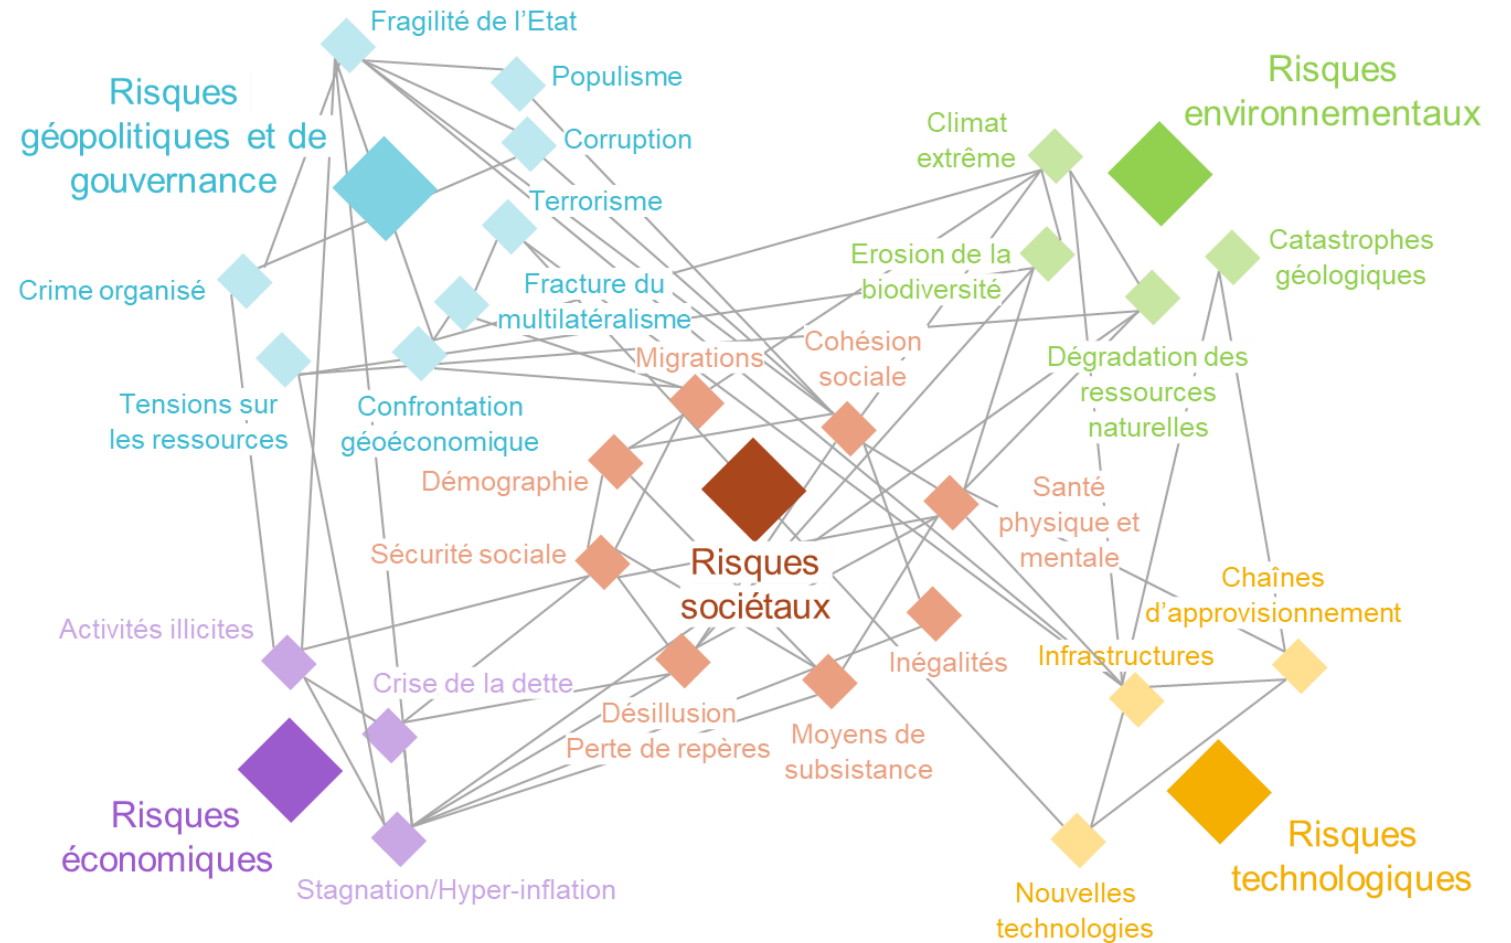 Fragilité de l’Etat
Populisme
Risques
géopolitiques et de
gouvernance
Corruption
Terrorisme
Crime organisé
Fracture du
multilatéralisme
Tensions sur
les ressources
Confrontation
géoéconomique
Risques
environnementaux
Climat
extrême
Erosion de la
biodiversité
Catastrophes
géologiques
Dégradation des
ressources
naturelles
Migrations
Cohésion
sociale
Démographie
Sécurité sociale
Risques
sociétaux
Santé
physique et
mentale
Inégalités
Désillusion
Perte de repères
Moyens de
subsistance
Activités illicites
Crise de la dette
Risques
économiques
Stagnation/Hyper-inflation
Chaînes
d’approvisionnement
Infrastructures
Risques
technologiques
Nouvelles
technologies